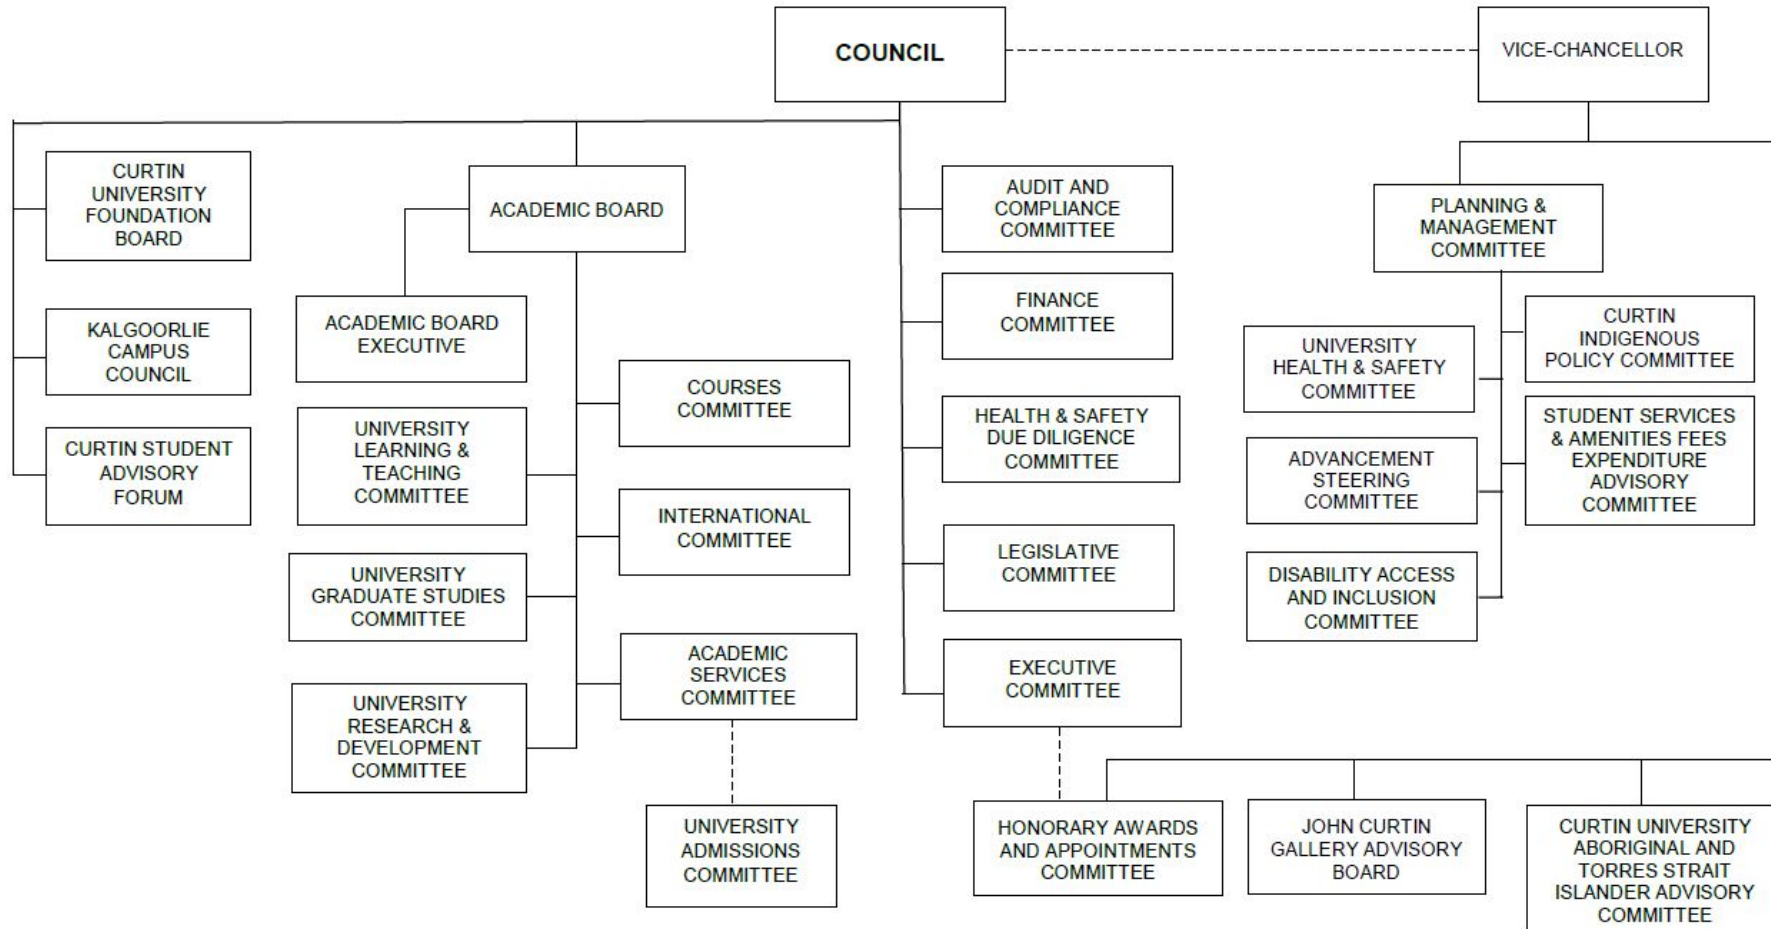 COUNCIL
VICE-CHANCELLOR
CURTIN
UNIVERSITY
FOUNDATION
BOARD
KALGOORLIE
CAMPUS
COUNCIL
CURTIN STUDENT
ADVISORY
FORUM
ACADEMIC BOARD
ACADEMIC BOARD
EXECUTIVE
UNIVERSITY
LEARNING &
TEACHING
COMMITTEE
UNIVERSITY
GRADUATE STUDIES
COMMITTEE
UNIVERSITY
RESEARCH &
DEVELOPMENT
COMMITTEE
COURSES
COMMITTEE
INTERNATIONAL
COMMITTEE
ACADEMIC
SERVICES
COMMITTEE
UNIVERSITY
ADMISSIONS
COMMITTEE
AUDIT AND
COMPLIANCE
COMMITTEE
FINANCE
COMMITTEE
HEALTH & SAFETY
DUE DILIGENCE
COMMITTEE
LEGISLATIVE
COMMITTEE
EXECUTIVE
COMMITTEE
PLANNING &
MANAGEMENT
COMMITTEE
UNIVERSITY
HEALTH & SAFETY
COMMITTEE
ADVANCEMENT
STEERING
COMMITTEE
DISABILITY ACCESS
AND INCLUSION
COMMITTEE
CURTIN
INDIGENOUS
POLICY COMMITTEE
STUDENT SERVICES
& AMENITIES FEES
EXPENDITURE
ADVISORY
COMMITTEE
HONORARY AWARDS
AND APPOINTMENTS
COMMITTEE
JOHN CURTIN
GALLERY ADVISORY
BOARD
CURTIN UNIVERSITY
ABORIGINAL AND
TORRES STRAIT
ISLANDER ADVISORY
COMMITTEE